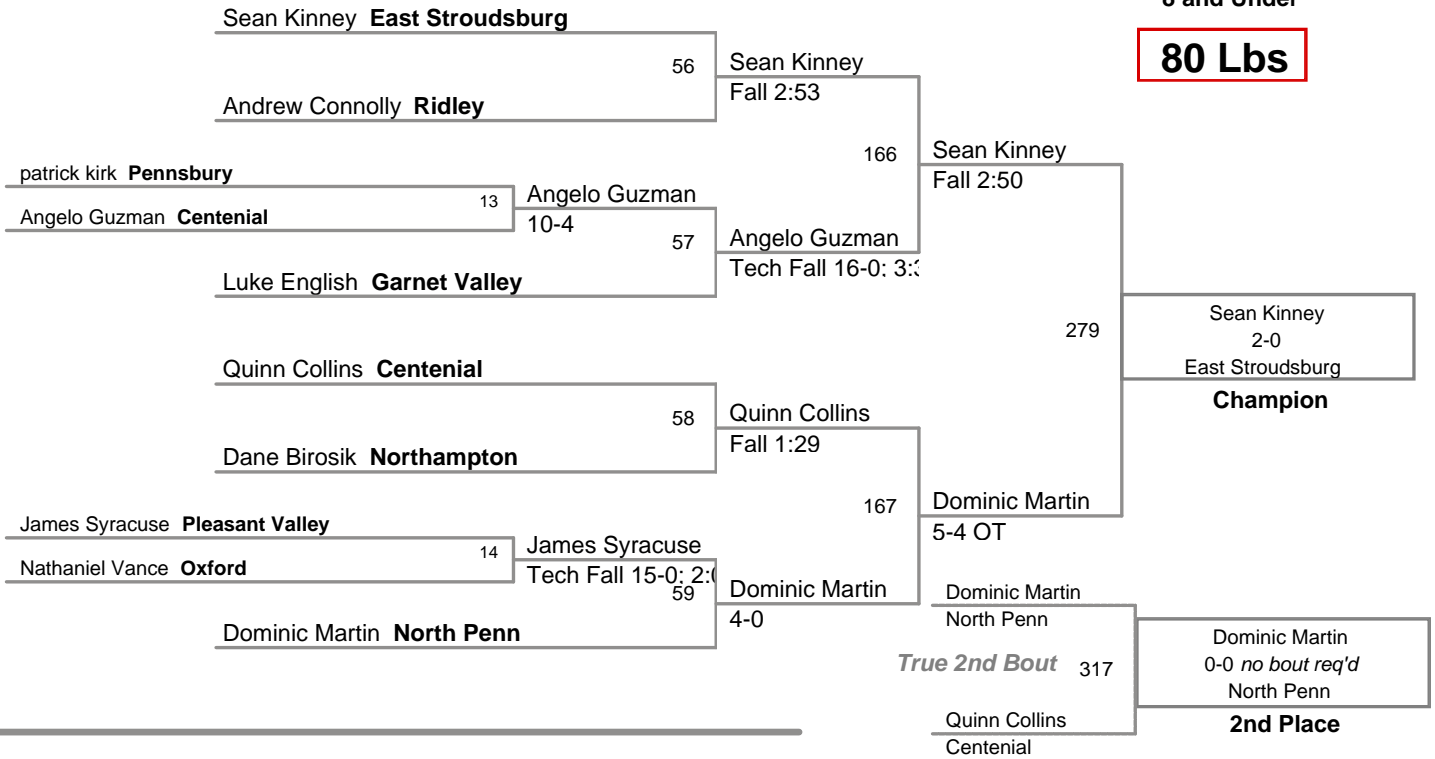 Sean Kinney East Stroudsburg
80 Lbs
56
Sean Kinney
Fall 2:53
Andrew Connolly Ridley
166
Sean Kinney
Fall 2:50
patrick kirk Pennsbury
13
Angelo Guzman
10-4
Angelo Guzman Centenial
57
Angelo Guzman
Tech Fall 16-0; 3:3
Luke English Garnet Valley
279
Sean Kinney
2-0
East Stroudsburg
Champion
Quinn Collins Centenial
58
Quinn Collins
Fall 1:29
Dane Birosik Northampton
167
Dominic Martin
5-4 OT
James Syracuse Pleasant Valley
14
James Syracuse
Tech Fall 15-0; 2:0
Nathaniel Vance Oxford
59
Dominic Martin
4-0
Dominic Martin North Penn
Dominic Martin
North Penn
True 2nd Bout 317
Dominic Martin
0-0 no bout req'd
North Penn
2nd Place
Quinn Collins
Centenial